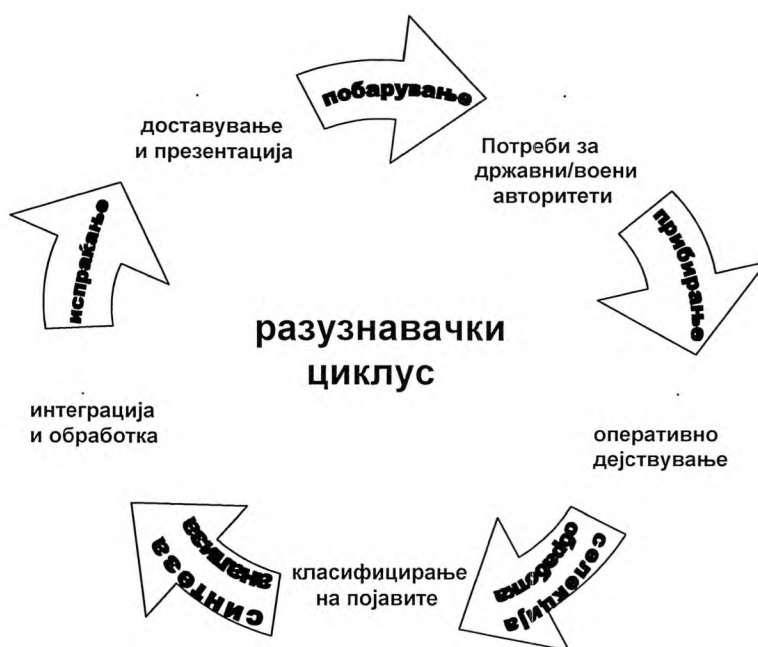 побарување
доставување
и презентација
Потреби за
државни/воени
авторитети
прибирање
испраќање
разузнавачки
циклус
интеграција
и обработка
оперативно
дејствување
селекција
обработка
класифицирање
на појавите
анализа
синтеза